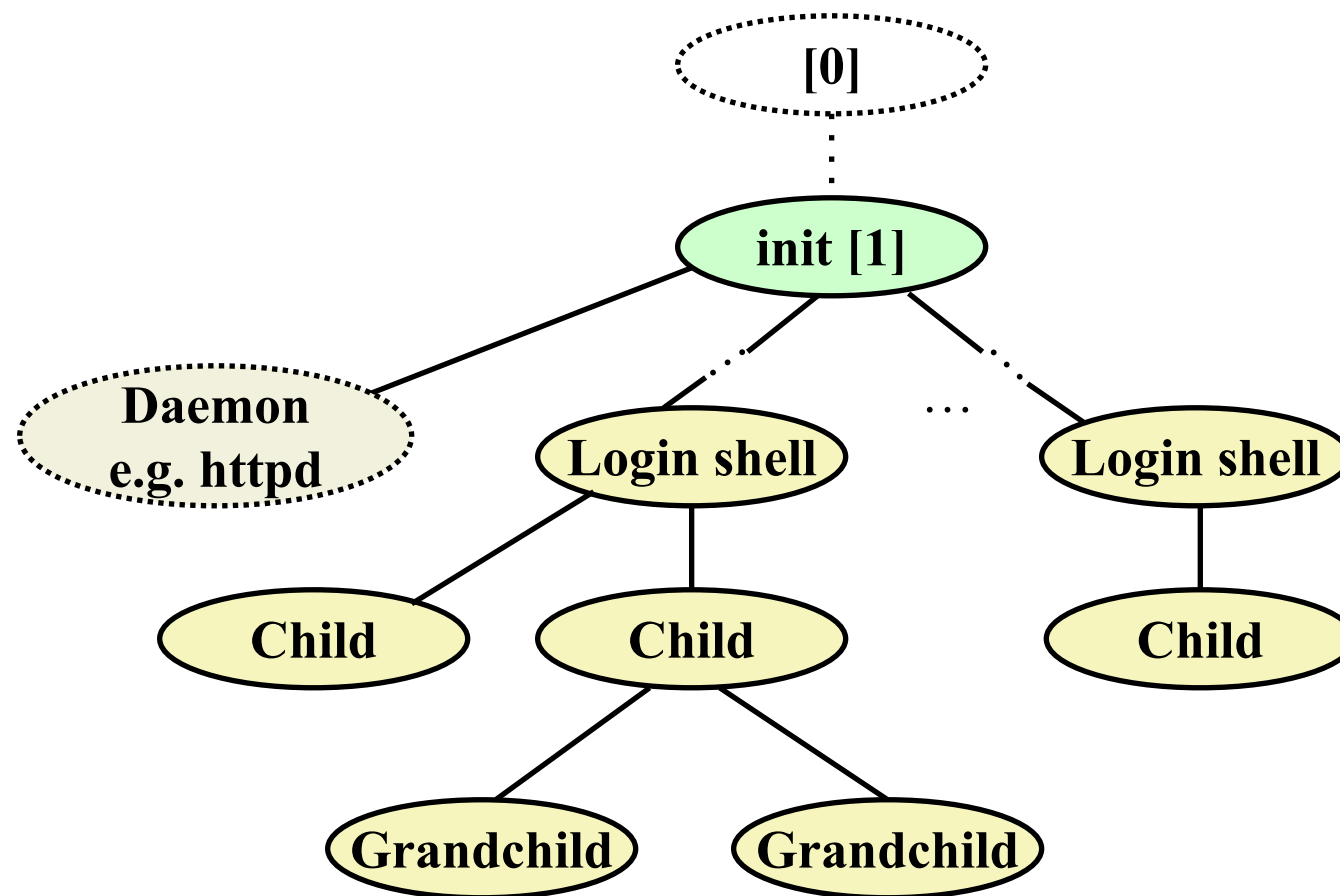 [0]
init [1]
Daemon
e.g. httpd
...
Login shell
Login shell
Child
Child
Child
Grandchild
Grandchild